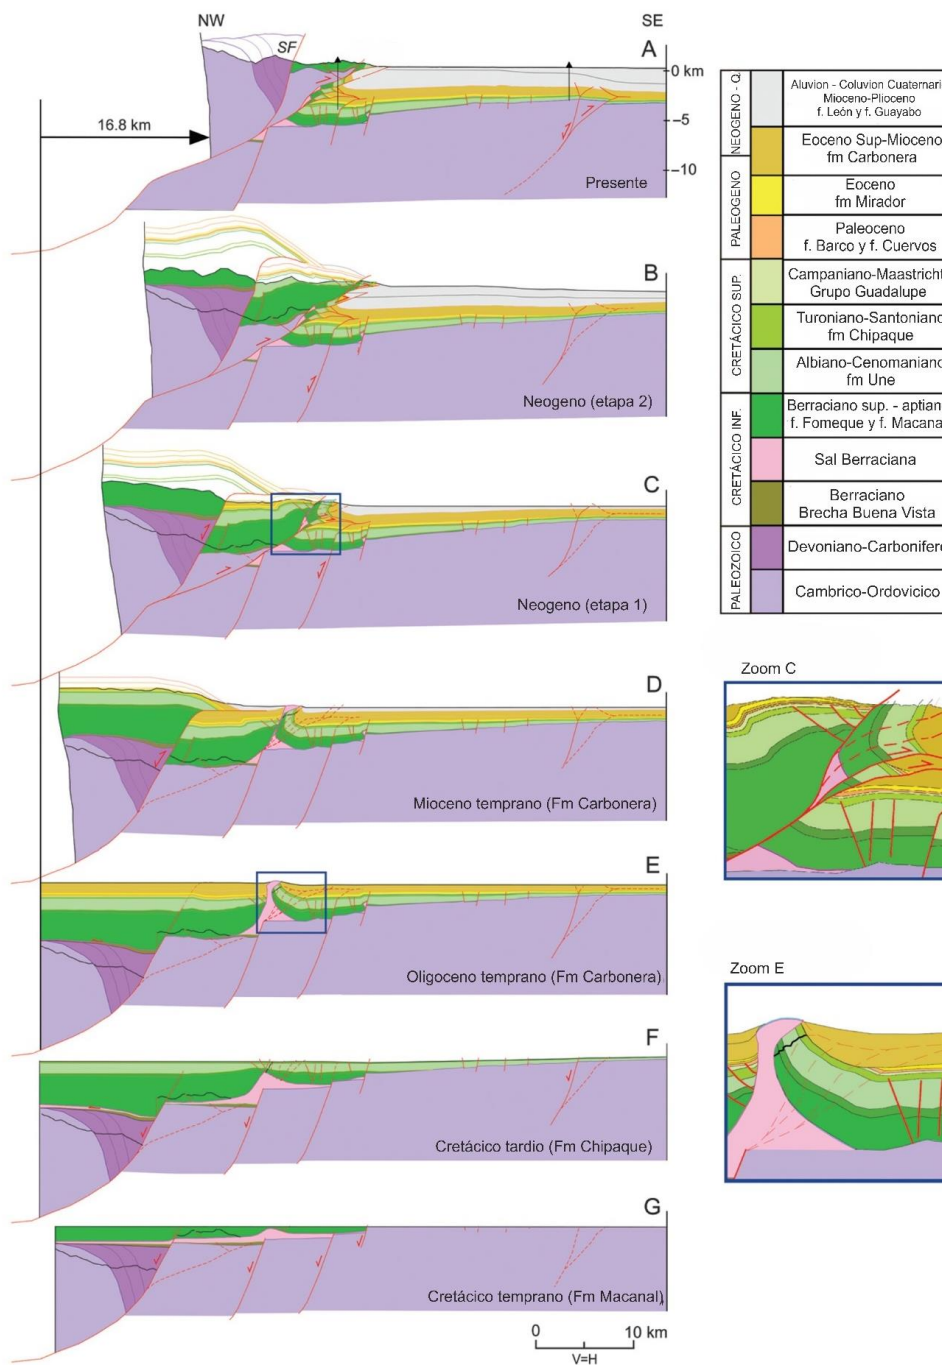 NW
SE
SF
A
0 km
16.8 km
−5
−10
Presente
B
Neogeno (etapa 2)
C
Neogeno (etapa 1)
D
Mioceno temprano (Fm Carbonera)
E
Oligoceno temprano (Fm Carbonera)
F
Cretácico tardio (Fm Chipaque)
G
Cretácico temprano (Fm Macanal)
0
10 km
V=H
NEOGENO - Q.
PALEOGENO
CRETÁCICO SUP.
CRETÁCICO INF.
PALEOZOICO
Aluvion - Coluvion Cuaternari
Mioceno-Plioceno
f. León y f. Guayabo
Eoceno Sup-Mioceno
fm Carbonera
Eoceno
fm Mirador
Paleoceno
f. Barco y f. Cuervos
Campaniano-Maastricht
Grupo Guadalupe
Turoniano-Santoniano
fm Chipaque
Albiano-Cenomaniano
fm Une
Berraciano sup. - aptian
f. Fomeque y f. Macana
Sal Berraciana
Berraciano
Brecha Buena Vista
Devoniano-Carbonifero
Cambrico-Ordovicico
Zoom C
Zoom E